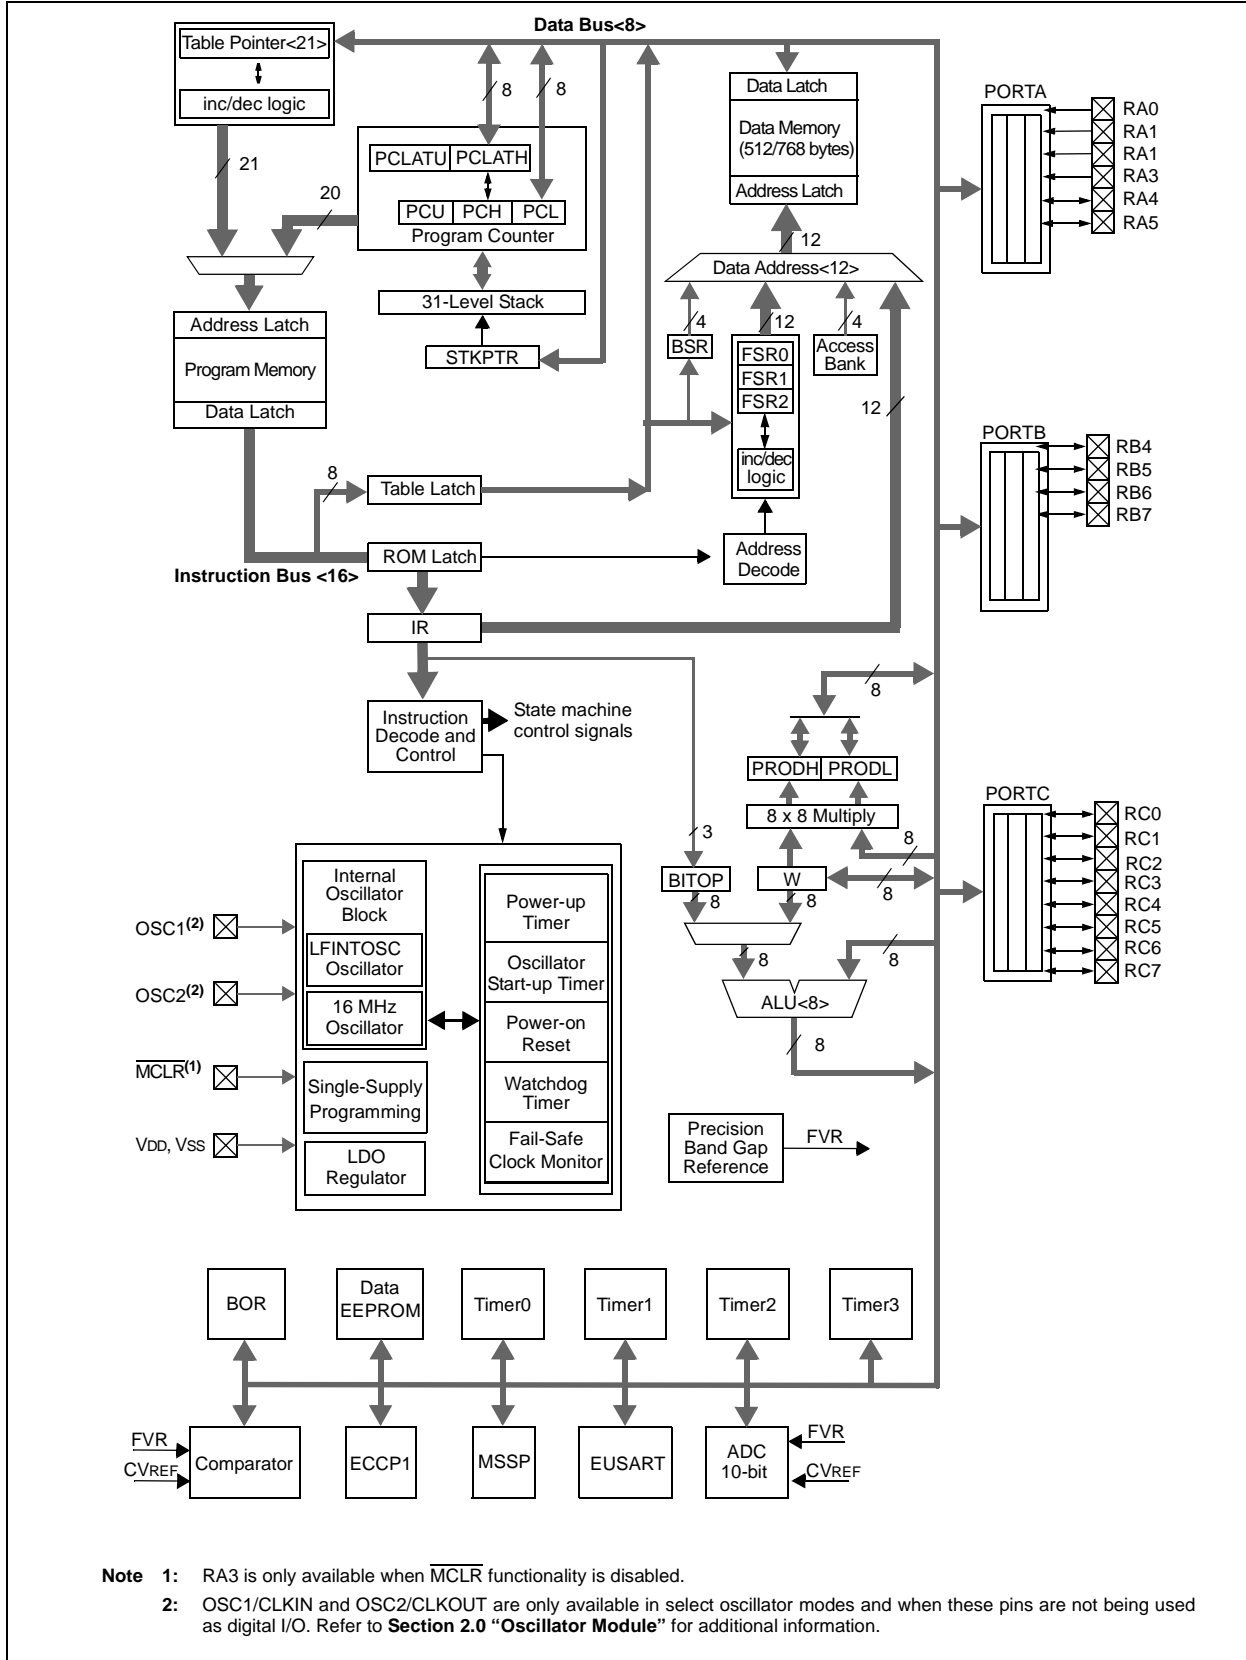 Data Bus<8>
Table Pointer<21>
inc/dec logic
21
20
8
8
PCLATU
PCLATH
PCU
PCH
PCL
Program Counter
31-Level Stack
STKPTR
Address Latch
Program Memory
Data Latch
8
Table Latch
ROM Latch
Instruction Bus <16>
IR
Data Latch
Data Memory
(512/768 bytes)
Address Latch
12
Data Address<12>
4
12
4
BSR
FSR0
FSR1
FSR2
inc/dec
logic
Access
Bank
12
Address
Decode
PORTA
RA0
RA1
RA1
RA3
RA4
RA5
PORTB
RB4
RB5
RB6
RB7
Instruction
Decode and
Control
State machine
control signals
8
PRODH
PRODL
8 x 8 Multiply
3
8
BITOP
W
8
8
8
8
8
ALU<8>
8
PORTC
RC0
RC1
RC2
RC3
RC4
RC5
RC6
RC7
OSC1(2)
OSC2(2)
MCLR(1)
VDD, VSS
Internal
Oscillator
Block
LFINTOSC
Oscillator
16 MHz
Oscillator
Single-Supply
Programming
LDO
Regulator
Power-up
Timer
Oscillator
Start-up Timer
Power-on
Reset
Watchdog
Timer
Fail-Safe
Clock Monitor
Precision
Band Gap
Reference
FVR
BOR
Data
EEPROM
Timer0
Timer1
Timer2
Timer3
FVR
CVREF
Comparator
ECCP1
MSSP
EUSART
ADC
10-bit
FVR
CVREF
Note 1: RA3 is only available when MCLR functionality is disabled.
2: OSC1/CLKIN and OSC2/CLKOUT are only available in select oscillator modes and when these pins are not being used
as digital I/O. Refer to Section 2.0 “Oscillator Module” for additional information.